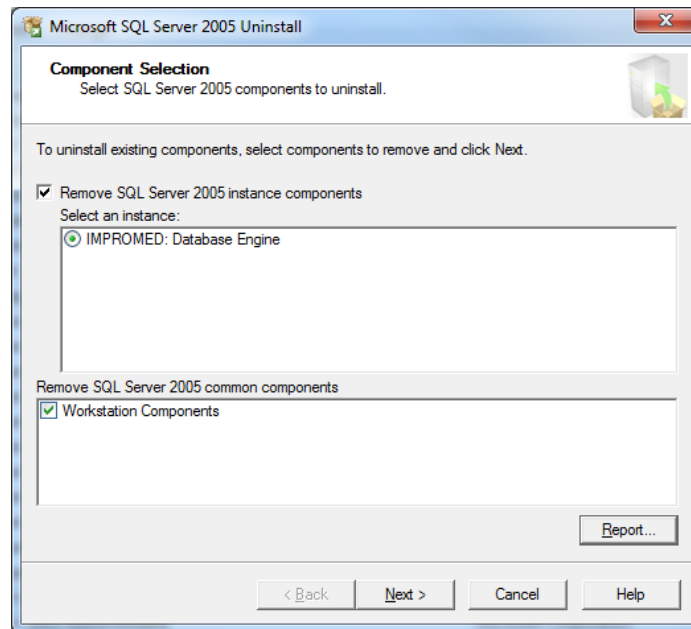 Microsoft SQL Server 2005 Uninstall
Component Selection
Select SQL Server 2005 components to uninstall.
To uninstall existing components, select components to remove and click Next.
Remove SQL Server 2005 instance components
Select an instance:
IMPROMED: Database Engine
Remove SQL Server 2005 common components
Workstation Components
Report...
< Back
Next >
Cancel
Help